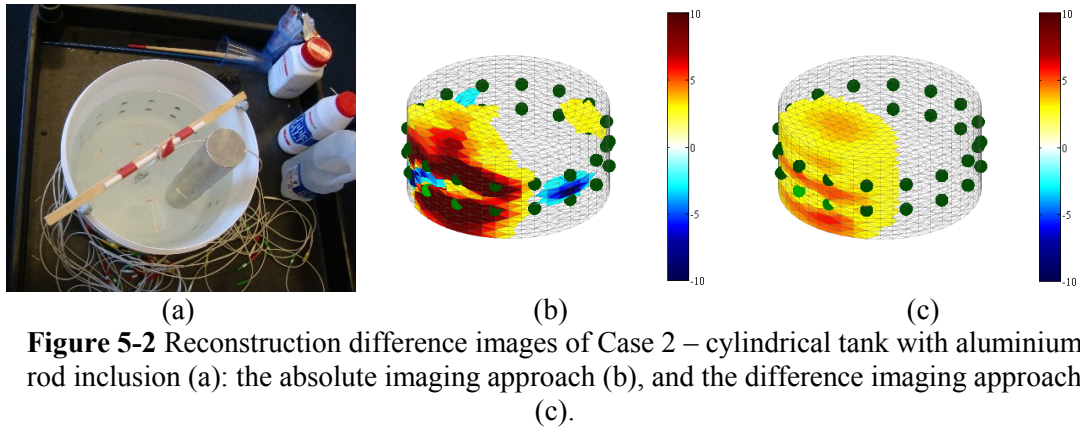 10
5
0
-5
-10
10
5
0
-5
-10
(a)
(b)
(c)
Figure 5-2 Reconstruction difference images of Case 2 – cylindrical tank with aluminium
rod inclusion (a): the absolute imaging approach (b), and the difference imaging approach
(c).